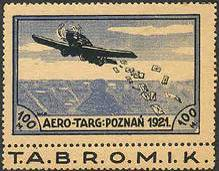 100 M AERO-TARG: POZNAŃ 1921. 100 M
T.A.B.R.O.M.I.K.